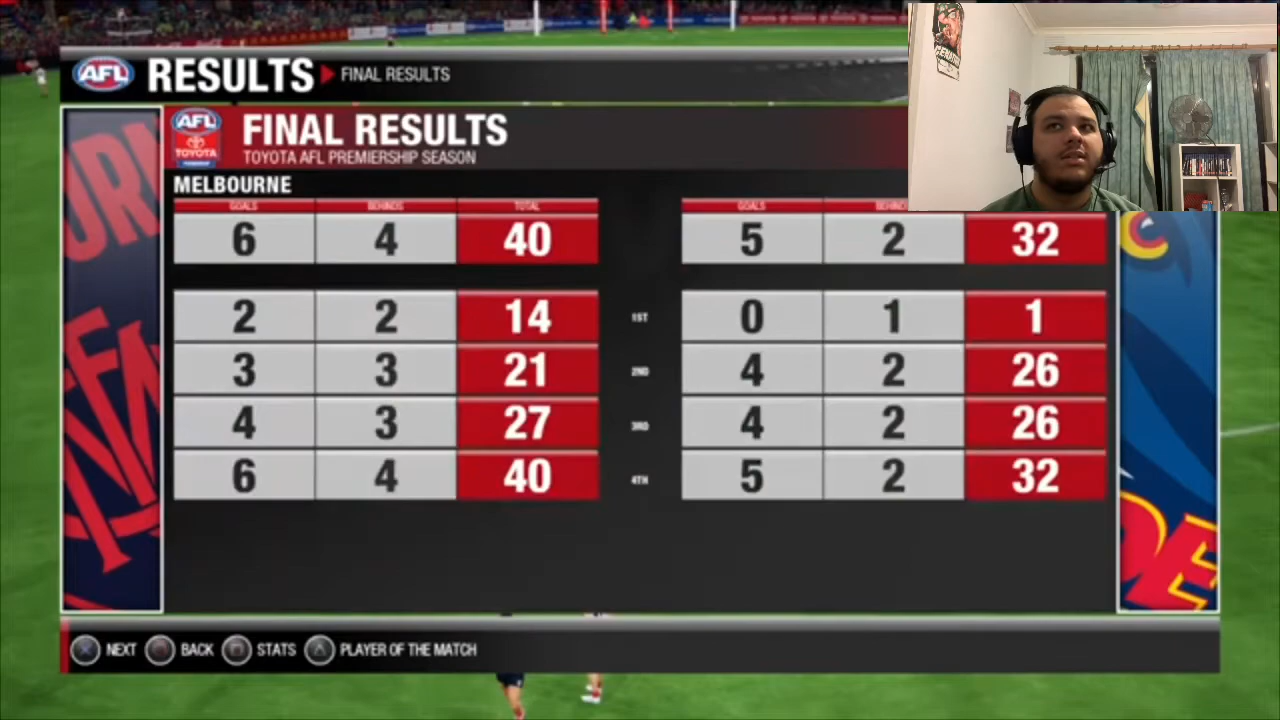 AFL RESULTS FINAL RESULTS
AFL FINAL RESULTS
TOYOTA TOYOTA AFL PREMIERSHIP SEASON
MELBOURNE
GOALS BEHINDS TOTAL GOALS BEHIND
6 4 40 5 2 32
2 2 14 1ST 0 1 1
3 3 21 2ND 4 2 26
4 3 27 3RD 4 2 26
6 4 40 4TH 5 2 32
NEXT BACK STATS PLAYER OF THE MATCH